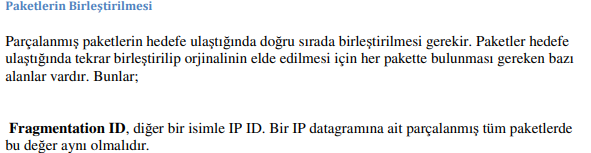 Paketlerin Birleştirilmesi
Parçalanmış paketlerin hedefe ulaştığında doğru sırada birleştirilmesi gerekir. Paketler hedefe
ulaştığında tekrar birleştirilip orjinalinin elde edilmesi için her pakette bulunması gereken bazı
alanlar vardır. Bunlar;
Fragmentation ID, diğer bir isimle IP ID. Bir IP datagramına ait parçalanmış tüm paketlerde
bu değer aynı olmalıdır.